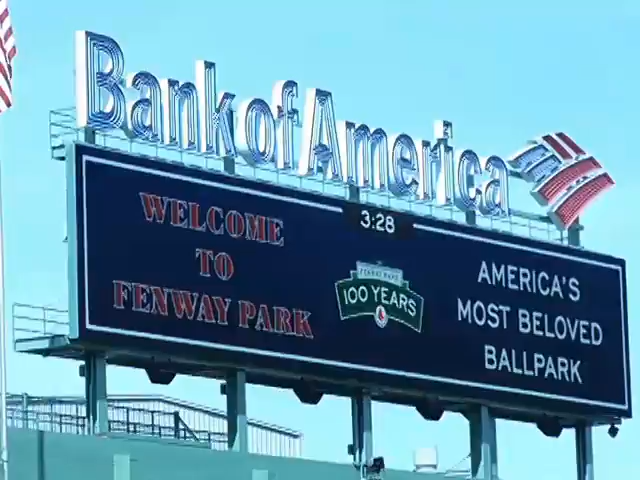 Bank of America
3:28
WELCOME
TO
FENWAY PARK
FENWAY PARK
100 YEARS
AMERICA'S
MOST BELOVED
BALLPARK